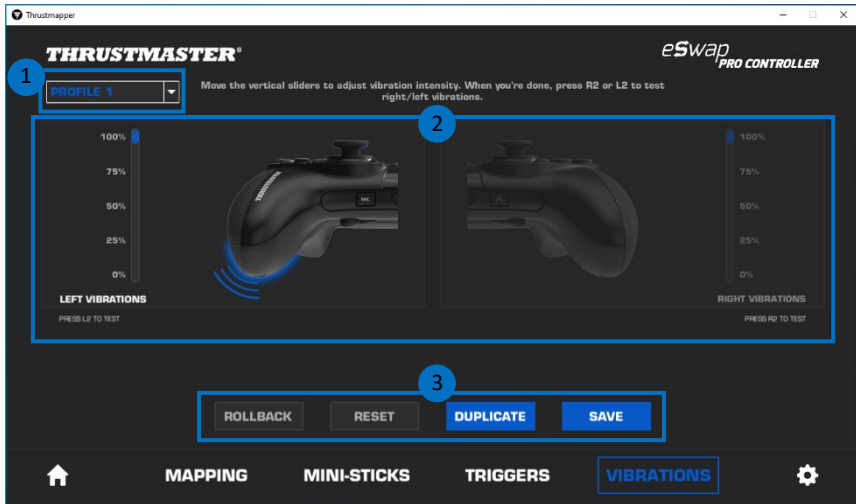 Thrustmapper
THRUSTMASTER®
eSwap
PRO CONTROLLER
1
PROFILE 1
Move the vertical sliders to adjust vibration intensity. When you're done, press R2 or L2 to test
right/left vibrations.
2
100%
75%
50%
25%
0%
THRUSTMASTER
MIC
LEFT VIBRATIONS
PRESS L2 TO TEST
100%
75%
50%
25%
0%
RIGHT VIBRATIONS
PRESS R2 TO TEST
3
ROLLBACK RESET DUPLICATE SAVE
MAPPING MINI-STICKS TRIGGERS VIBRATIONS